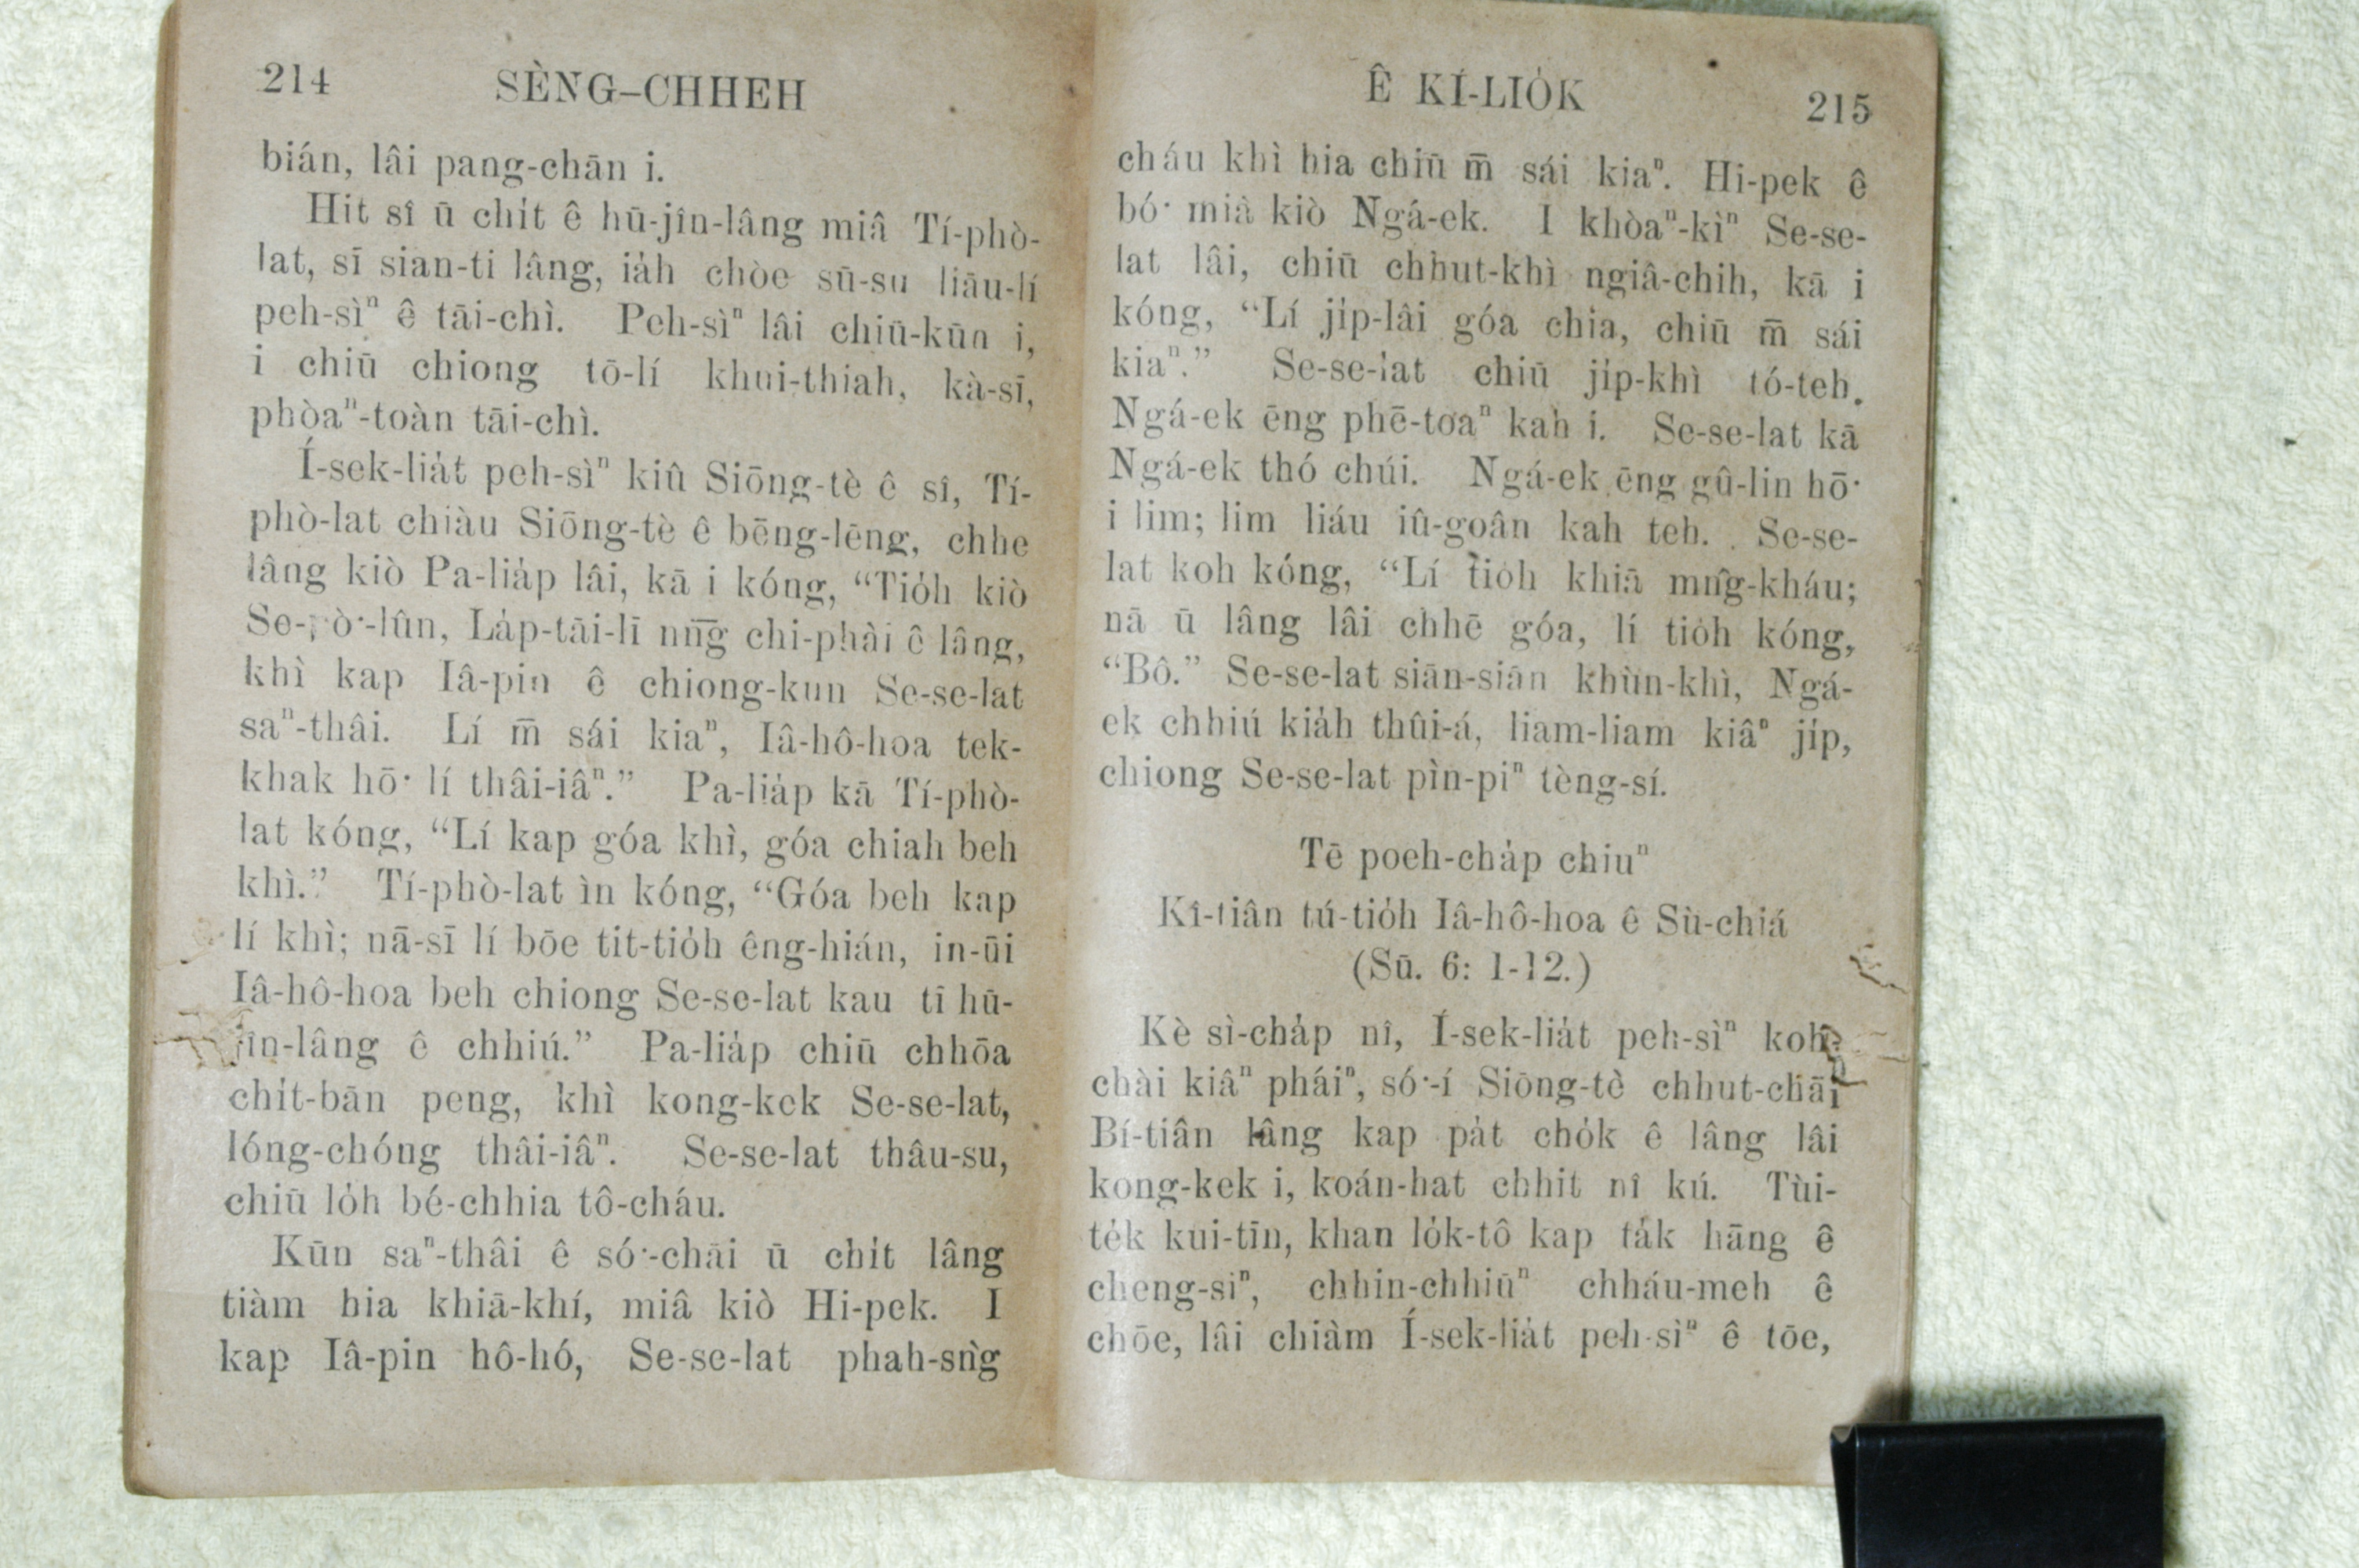 214 SÈNG–CHHEH
bián, lâi pang-chān i.
Hit sî ū chi̍t ê hū-jîn-lâng miâ Tí-phò-
lat, sī sian-ti lâng, ia̍h chòe sū-su liāu-lí
peh-sìⁿ ê tāi-chì. Peh-sìⁿ lâi chiū-kūn i,
i chiū chiong tō-lí khui-thiah, kà-sī,
phòaⁿ-toàn tāi-chì.
Í-sek-lia̍t peh-sìⁿ kiû Siōng-tè ê sî, Tí-
phò-lat chiàu Siōng-tè ê bēng-lēng, chhe
lâng kiò Pa-lia̍p lâi, kā i kóng, “Tio̍h kiò
Se-pò͘-lûn, La̍p-tāi-lī nn̄g chi-phài ê lâng,
khì kap Iâ-pin ê chiong-kun Se-se-lat
saⁿ-thâi. Lí m̄ sái kiaⁿ, Iâ-hô-hoa tek-
khak hō͘ lí thâi-iâⁿ.” Pa-lia̍p kā Tí-phò-
lat kóng, “Lí kap góa khì, góa chiah beh
khì.” Tí-phò-lat ìn kóng, “Góa beh kap
lí khì; nā-sī lí bōe tit-tio̍h êng-hián, in-ūi
Iâ-hô-hoa beh chiong Se-se-lat kau tī hū-
jîn-lâng ê chhiú.” Pa-lia̍p chiū chhōa
chi̍t-bān peng, khì kong-kek Se-se-lat,
lóng-chóng thâi-iâⁿ. Se-se-lat thâu-su,
chiū lo̍h bé-chhia tô-cháu.
Kūn saⁿ-thâi ê só͘-chāi ū chi̍t lâng
tiàm hia khiā-khí, miâ kiò Hi-pek. I
kap Iâ-pin hô-hó, Se-se-lat phah-sǹg
Ê KÍ-LIO̍K 215
cháu khì hia chiū m̄ sái kiaⁿ. Hi-pek ê
bó͘ miâ kiò Ngá-ek. I khòaⁿ-kìⁿ Se-se-
lat lâi, chiū chhut-khì ngiâ-chih, kā i
kóng, “Lí ji̍p-lâi góa chia, chiū m̄ sái
kiaⁿ.” Se-se-lat chiū ji̍p-khì tó-teh.
Ngá-ek ēng phē-toaⁿ kah i. Se-se-lat kā
Ngá-ek thó chúi. Ngá-ek ēng gû-lin hō͘
i lim; lim liáu iû-goân kah teh. Se-se-
lat koh kóng, “Lí tio̍h khiā mn̂g-kháu;
nā ū lâng lâi chhē góa, lí tio̍h kóng,
“Bô.” Se-se-lat siān-siān khùn-khì, Ngá-
ek chhiú kia̍h thûi-á, liam-liam kiâⁿ ji̍p,
chiong Se-se-lat pìn-piⁿ tèng-sí.
Tē poeh-cha̍p chiuⁿ
Kî-tiân tú-tio̍h Iâ-hô-hoa ê Sù-chiá
(Sū. 6: 1-12.)
Kè sì-cha̍p nî, Í-sek-lia̍t peh-sìⁿ koh
chài kiâⁿ pháiⁿ, só͘-í Siōng-tè chhut-chāi
Bí-tiân lâng kap pa̍t cho̍k ê lâng lâi
kong-kek i, koán-hat chhit nî kú. Tùi-
te̍k kui-tīn, khan lo̍k-tô kap ta̍k hāng ê
cheng-siⁿ, chhin-chhiūⁿ chháu-meh ê
chōe, lâi chiàm Í-sek-lia̍t peh-sìⁿ ê tōe,